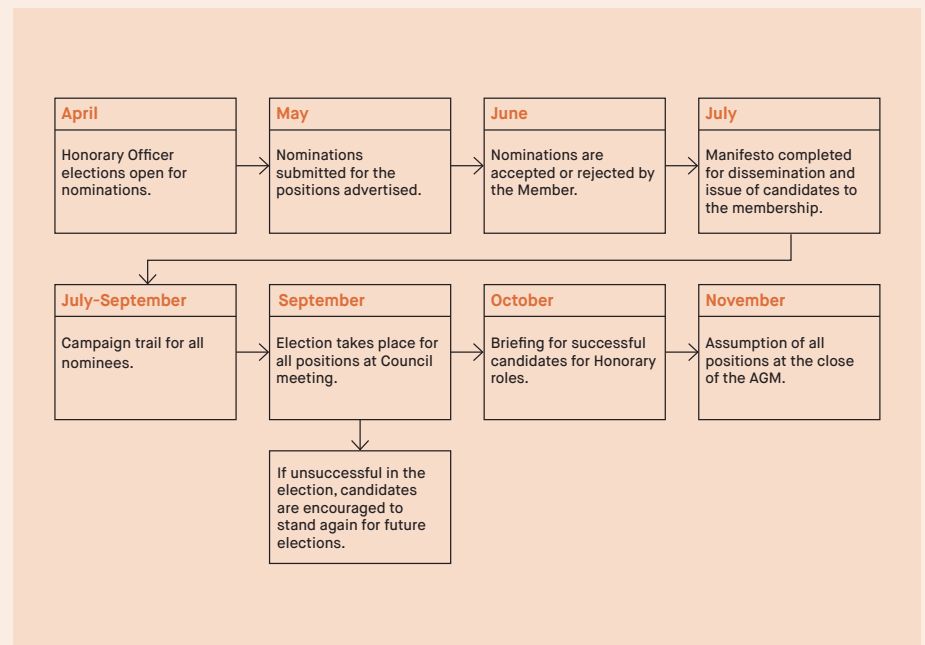 April
Honorary Officer
elections open for
nominations.
May
Nominations
submitted for the
positions advertised.
June
Nominations are
accepted or rejected by
the Member.
July
Manifesto completed
for dissemination and
issue of candidates to
the membership.
July-September
Campaign trail for all
nominees.
September
Election takes place for
all positions at Council
meeting.
October
Briefing for successful
candidates for Honorary
roles.
November
Assumption of all
positions at the close
of the AGM.
If unsuccessful in the
election, candidates
are encouraged to
stand again for future
elections.